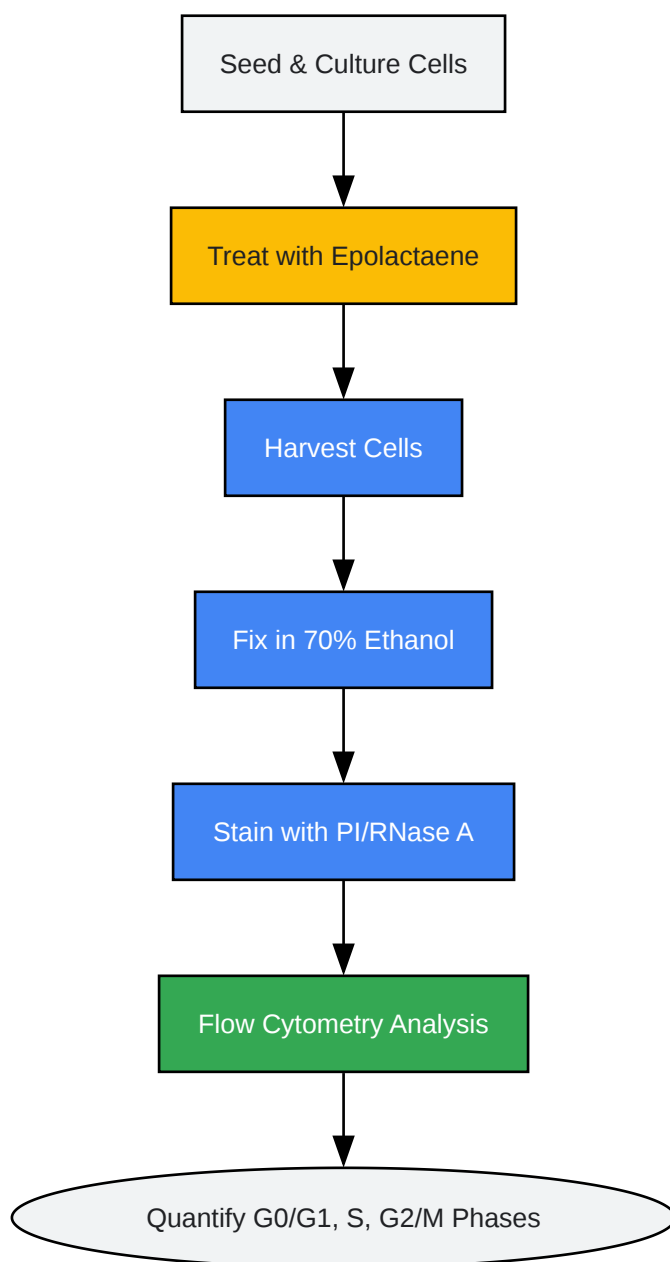 Seed & Culture Cells
Treat with Epolactaene
Harvest Cells
Fix in 70% Ethanol
Stain with PI/RNase A
Flow Cytometry Analysis
Quantify G0/G1, S, G2/M Phases